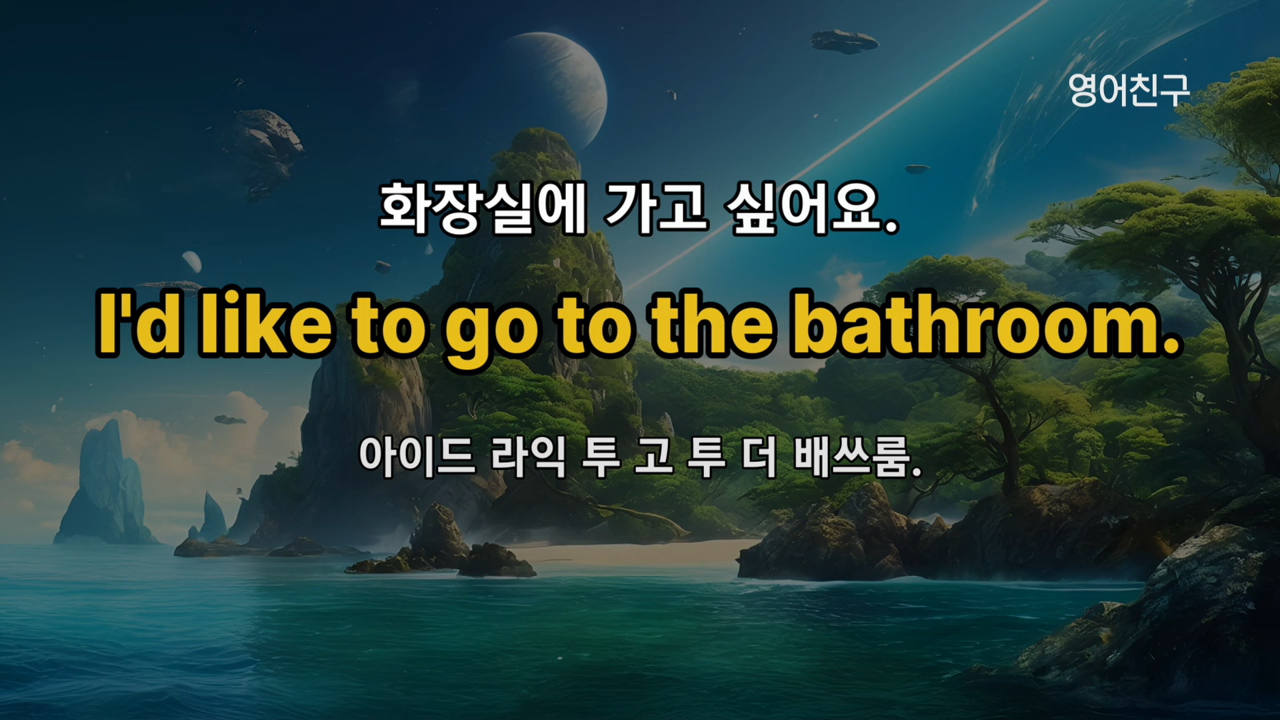 영어친구
화장실에 가고 싶어요.
I'd like to go to the bathroom.
아이드 라익 투 고 투 더 배쓰룸.